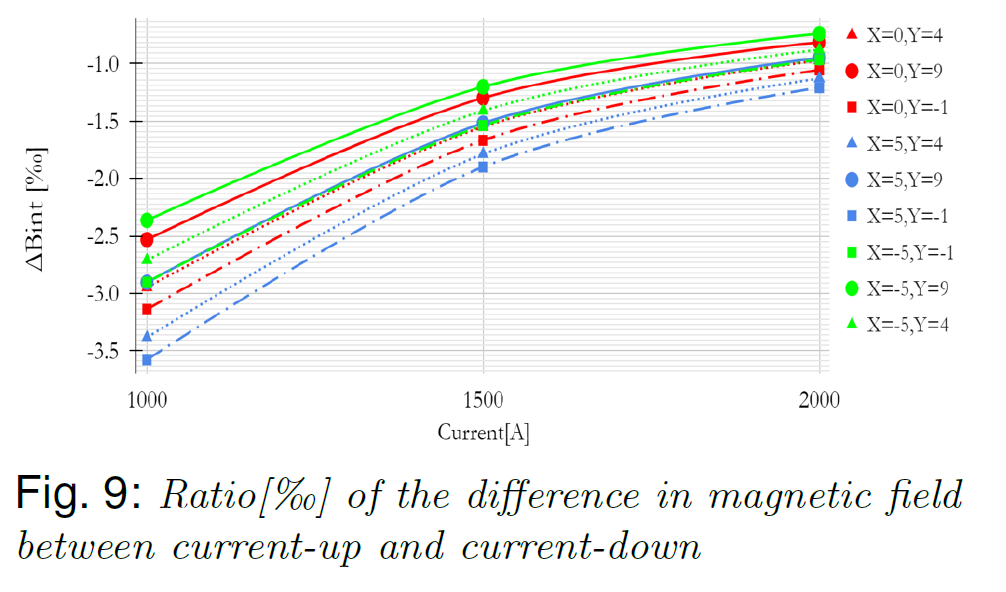 -1.0
-1.5
-2.0
-2.5
-3.0
-3.5
ΔBint [‰]
1000
1500
2000
Current[A]
X=0,Y=4
X=0,Y=9
X=0,Y=-1
X=5,Y=4
X=5,Y=9
X=5,Y=-1
X=-5,Y=-1
X=-5,Y=9
X=-5,Y=4
Fig. 9: Ratio[‰] of the difference in magnetic field
between current-up and current-down